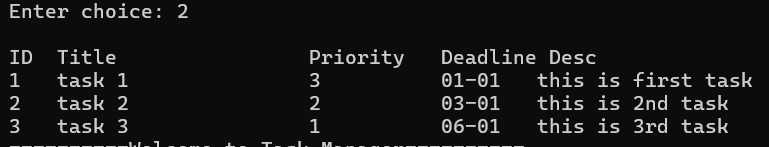 Enter choice: 2
ID  Title                Priority   Deadline Desc
1   task 1               3          01-01   this is first task
2   task 2               2          03-01   this is 2nd task
3   task 3               1          06-01   this is 3rd task
==========Welcome to Task Manager==========